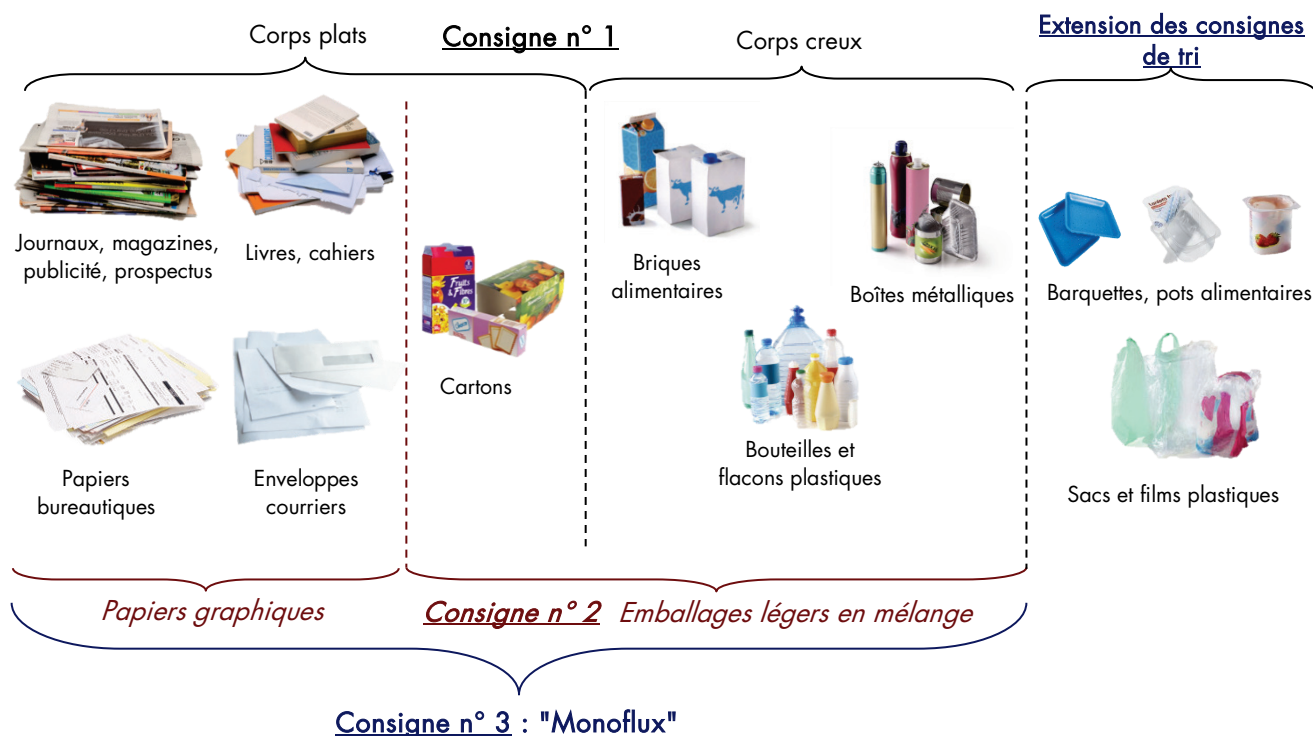 Corps plats
Consigne n° 1
Corps creux
Extension des consignes
de tri
Journaux, magazines,
publicité, prospectus
Livres, cahiers
Cartons
Briques
alimentaires
Boîtes métalliques
Barquettes, pots alimentaires
Papiers
bureautiques
Enveloppes
courriers
Bouteilles et
flacons plastiques
Sacs et films plastiques
Fruits
& Fibres
Papiers graphiques
Consigne n° 2
Emballages légers en mélange
Consigne n° 3 : "Monoflux"